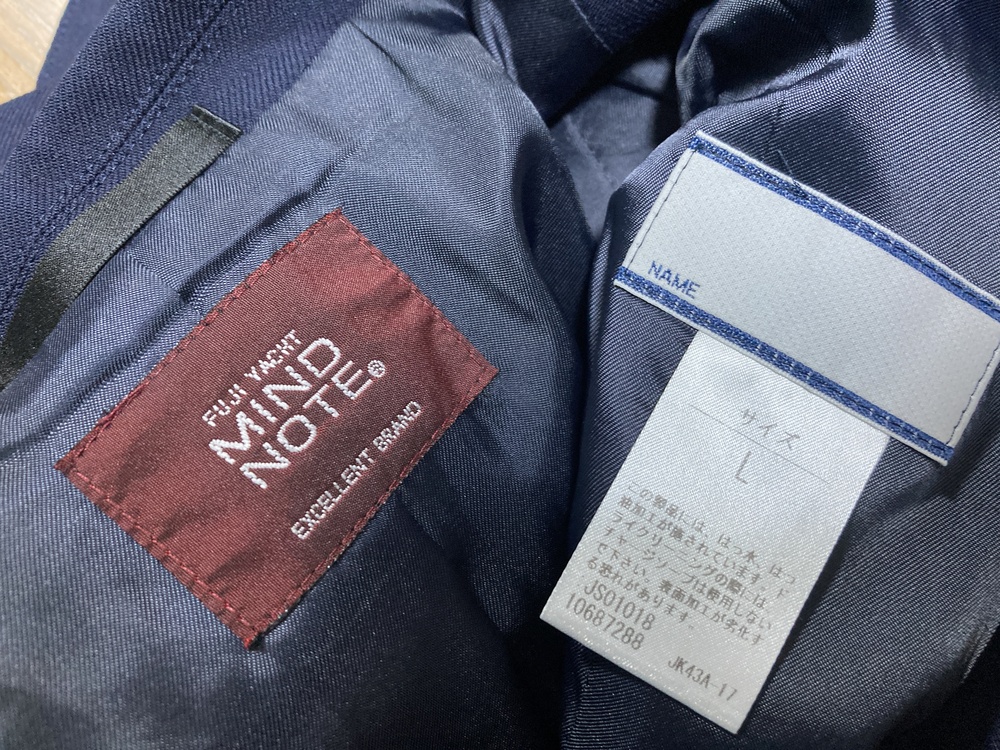 FUJI YACHT
MIND
NOTE®
EXCELLENT BRAND
NAME
サイズ
L
この部屋には、はっ水、はっ
油加工が施されています。ド
ライクリーニングの際には
チャージソープは使用しない
で下さい。表面加工が劣化す
る恐れがあります。
JS01018
10687288
JK43A-17